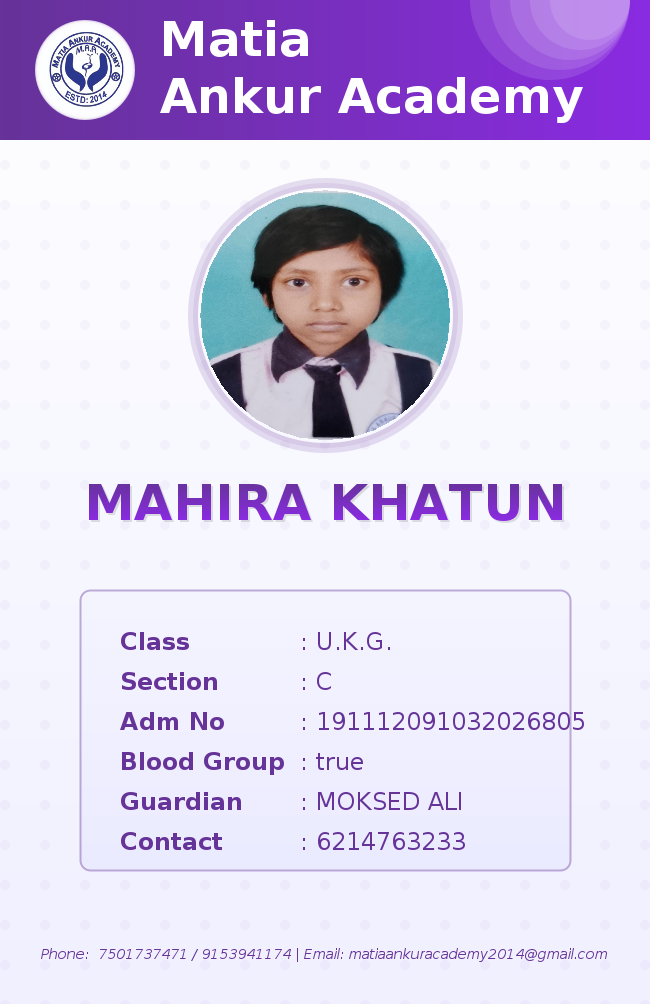 MATIA ANKUR ACADEMY
M.A.A
ESTD: 2014
Matia
Ankur Academy
MAHIRA KHATUN
Class : U.K.G.
Section : C
Adm No : 191112091032026805
Blood Group : true
Guardian : MOKSED ALI
Contact : 6214763233
Phone: 7501737471 / 9153941174 | Email: matiaankuracademy2014@gmail.com